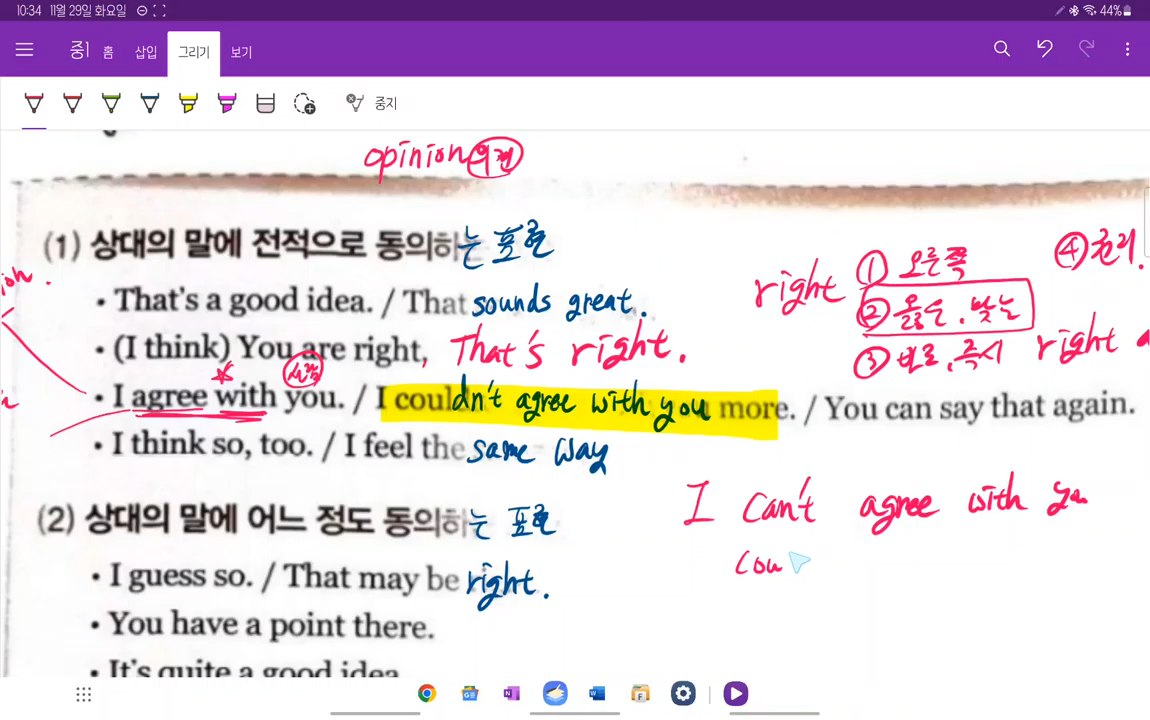 10:34 11월 29일 화요일 44%
중1 홈 삽입 그리기 보기
중지
opinion 의견
(1) 상대의 말에 전적으로 동의하는 표현
• That's a good idea. / That sounds great.
right ① 오른쪽 ④ 권리.
② 옳은, 맞는
③ 바로, 즉시 right a
• (I think) You are right, That's right.
사람
• I agree with you. / I couldn't agree with you more. / You can say that again.
• I think so, too. / I feel the same way
I can't agree with you
cou
(2) 상대의 말에 어느 정도 동의하는 표현
• I guess so. / That may be right.
• You have a point there.
• It's quite a good idea.